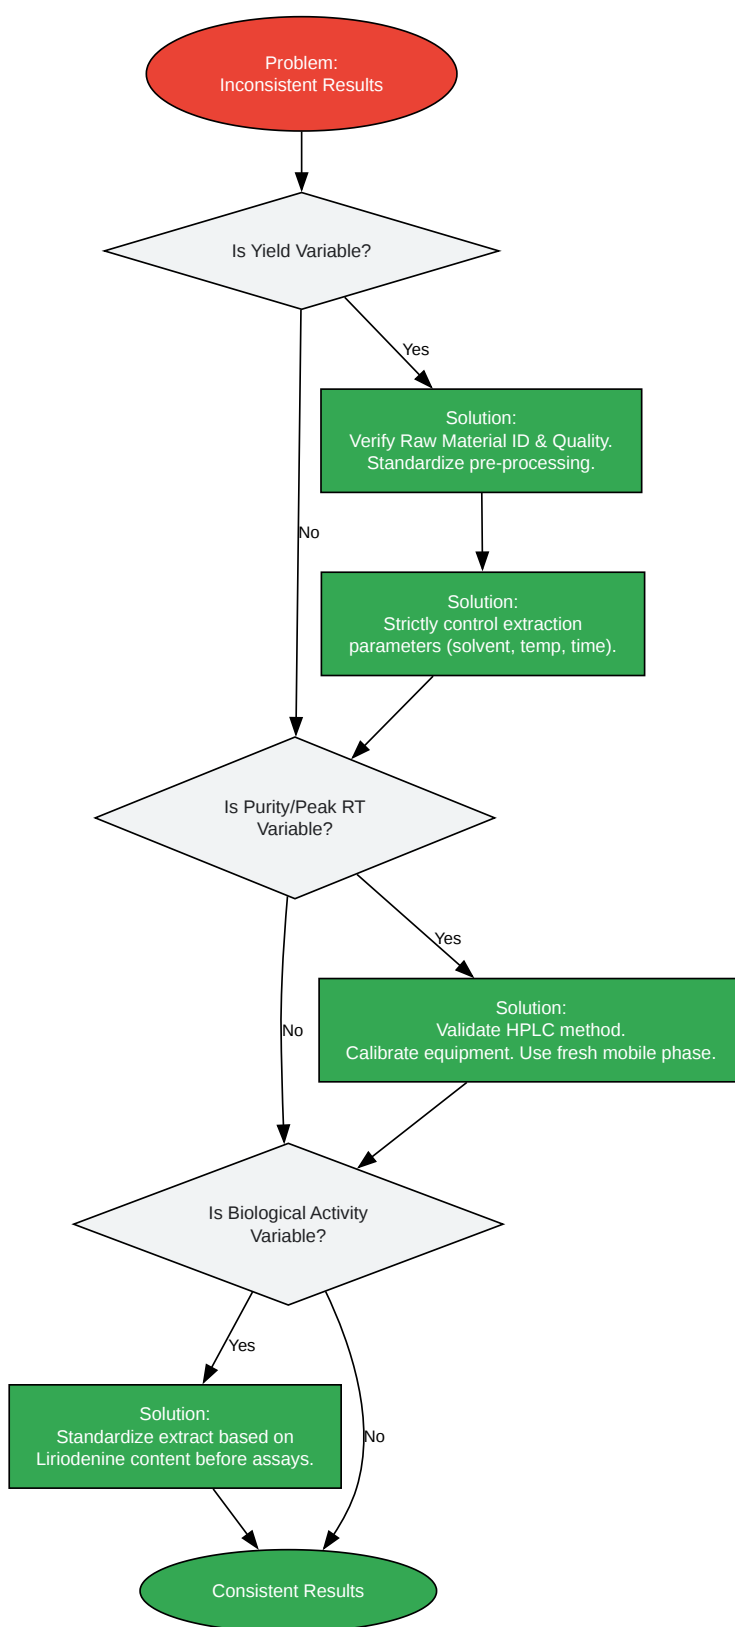 Problem:
Inconsistent Results
Is Yield Variable?
Yes
Solution:
Verify Raw Material ID & Quality.
Standardize pre-processing.
No
Solution:
Strictly control extraction
parameters (solvent, temp, time).
Is Purity/Peak RT
Variable?
Yes
Solution:
Validate HPLC method.
Calibrate equipment. Use fresh mobile phase.
No
Is Biological Activity
Variable?
Yes
Solution:
Standardize extract based on
Liriodenine content before assays.
No
Consistent Results